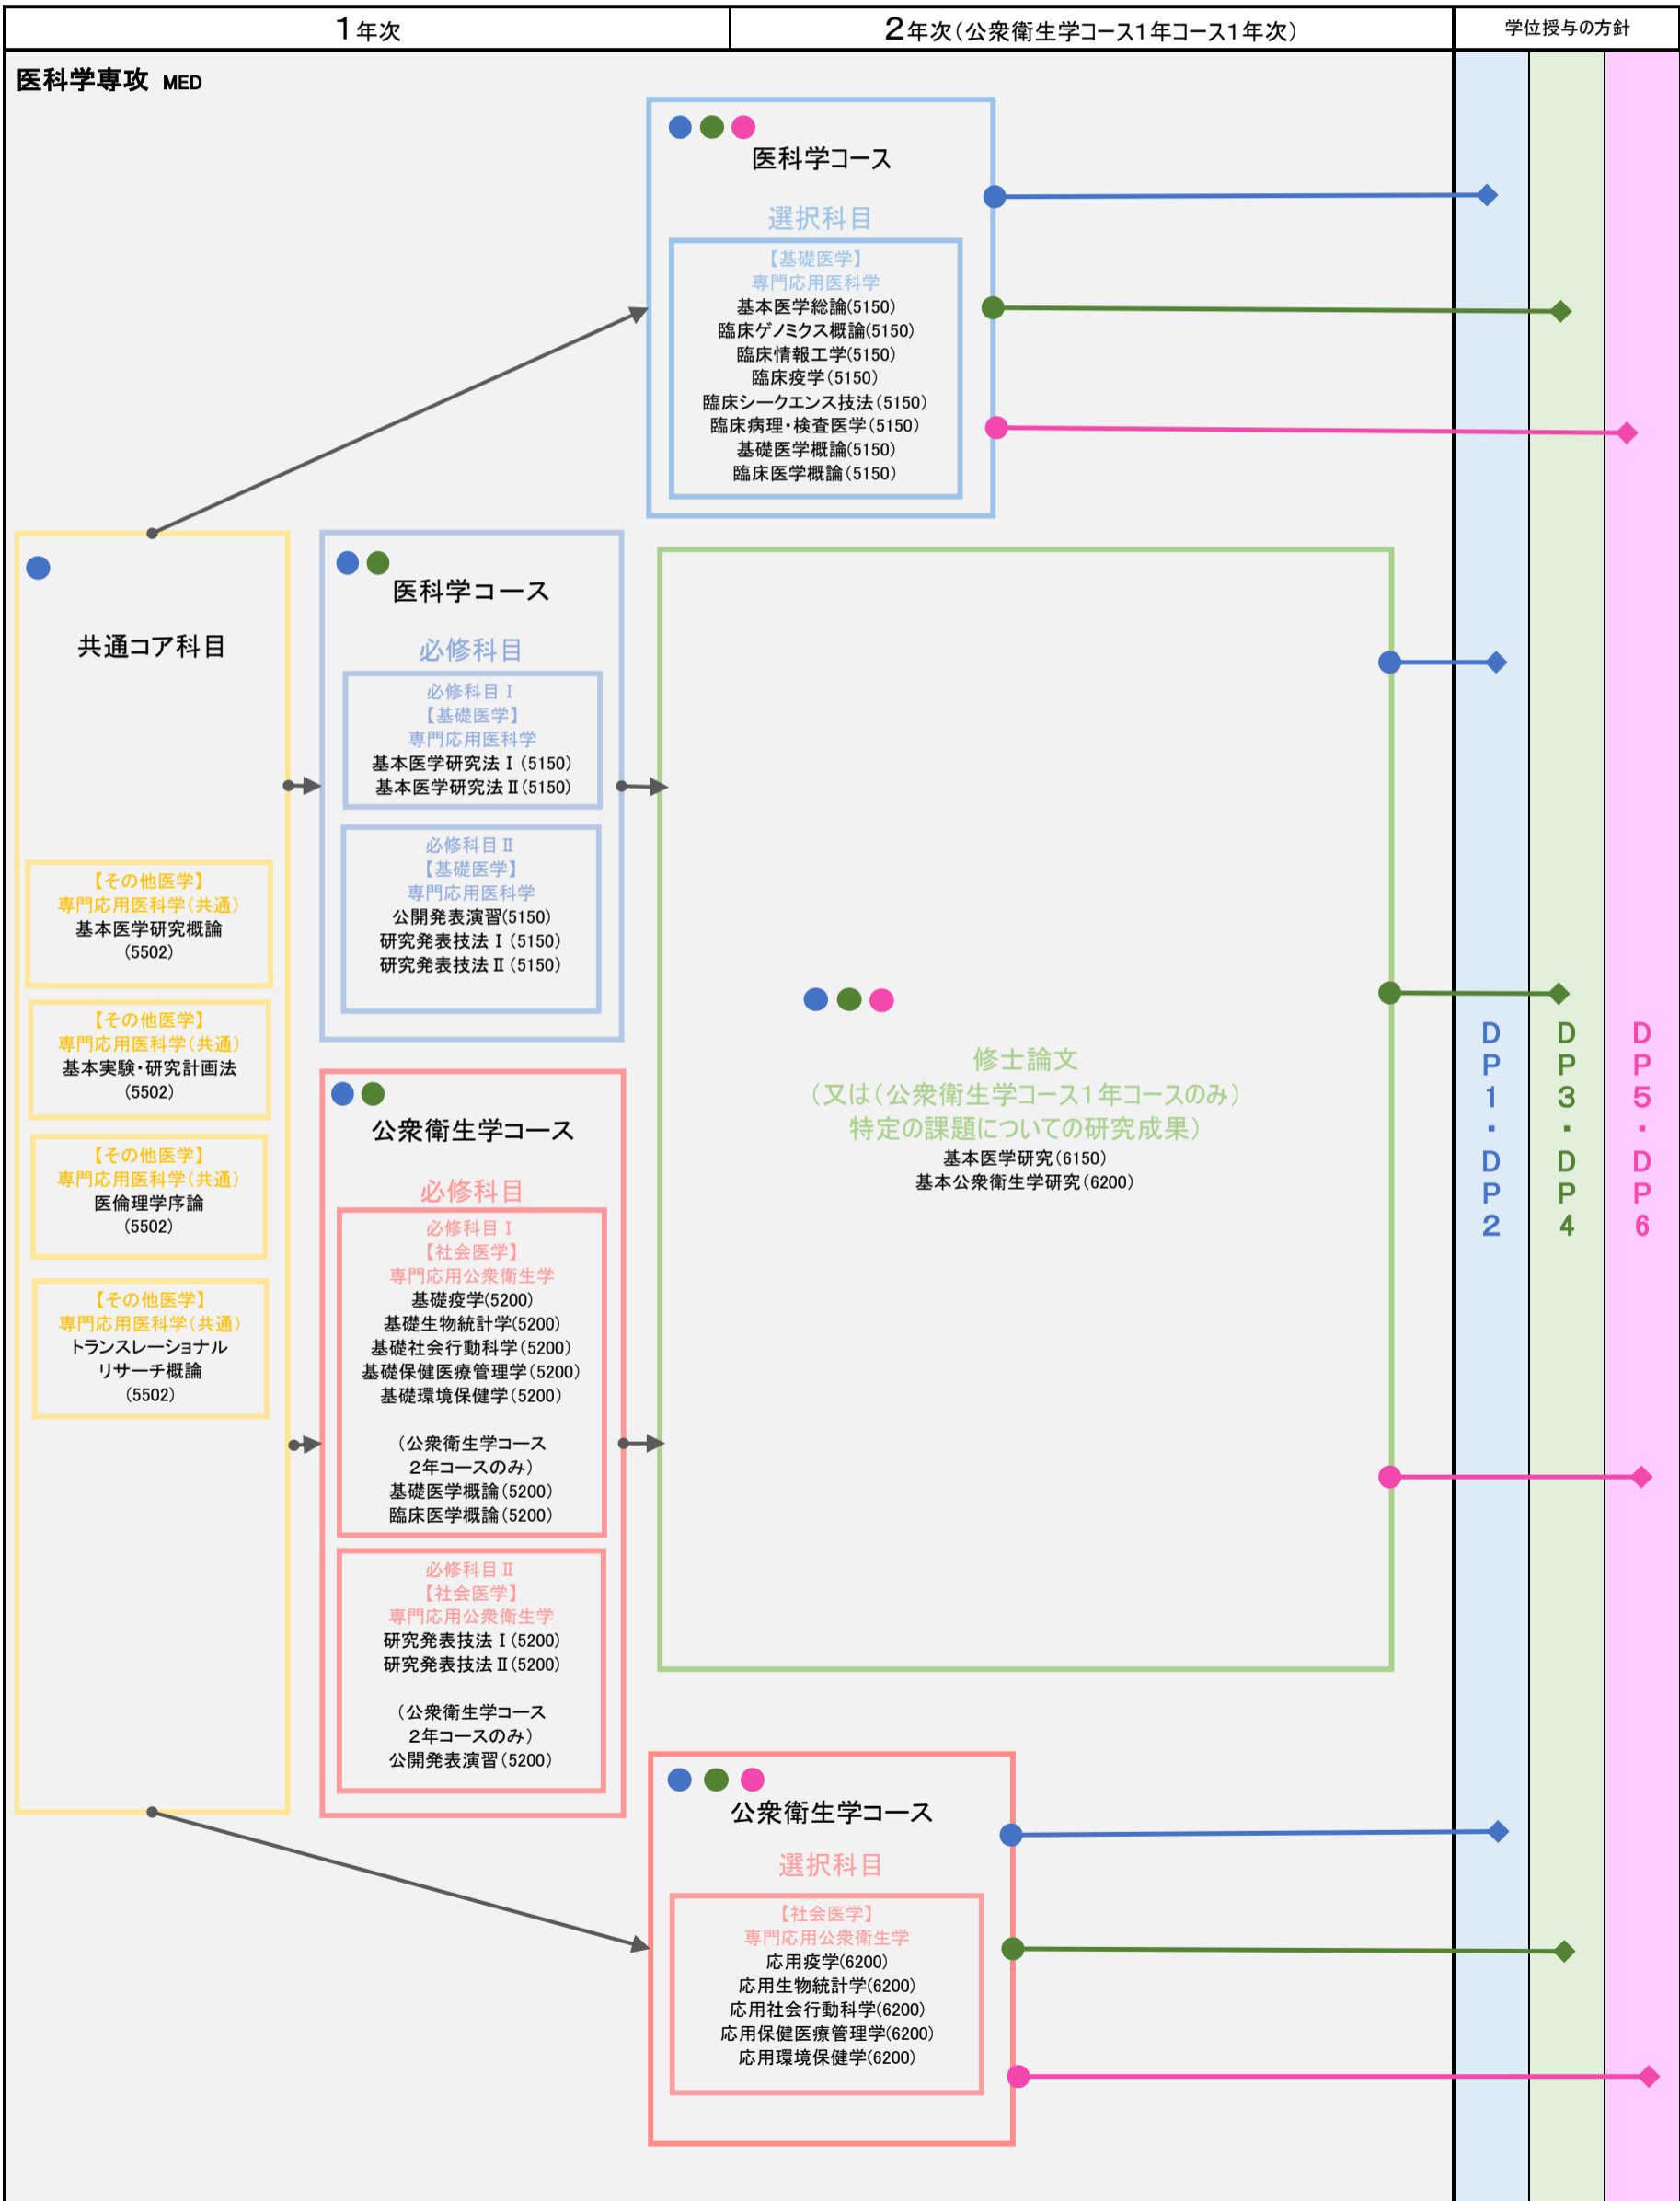 1年次
2年次(公衆衛生学コース1年コース1年次)
学位授与の方針
医科学専攻 MED
医科学コース
選択科目
【基礎医学】
専門応用医科学
基本医学総論(5150)
臨床ゲノミクス概論(5150)
臨床情報工学(5150)
臨床疫学(5150)
臨床シークエンス技法(5150)
臨床病理・検査医学(5150)
基礎医学概論(5150)
臨床医学概論(5150)
共通コア科目
【その他医学】
専門応用医科学(共通)
基本医学研究概論
(5502)
【その他医学】
専門応用医科学(共通)
基本実験・研究計画法
(5502)
【その他医学】
専門応用医科学(共通)
医倫理学序論
(5502)
【その他医学】
専門応用医科学(共通)
トランスレーショナル
リサーチ概論
(5502)
医科学コース
必修科目
必修科目Ⅰ
【基礎医学】
専門応用医科学
基本医学研究法Ⅰ(5150)
基本医学研究法Ⅱ(5150)
必修科目Ⅱ
【基礎医学】
専門応用医科学
公開発表演習(5150)
研究発表技法Ⅰ(5150)
研究発表技法Ⅱ(5150)
公衆衛生学コース
必修科目
必修科目Ⅰ
【社会医学】
専門応用公衆衛生学
基礎疫学(5200)
基礎生物統計学(5200)
基礎社会行動科学(5200)
基礎保健医療管理学(5200)
基礎環境保健学(5200)
(公衆衛生学コース
2年コースのみ)
基礎医学概論(5200)
臨床医学概論(5200)
必修科目Ⅱ
【社会医学】
専門応用公衆衛生学
研究発表技法Ⅰ(5200)
研究発表技法Ⅱ(5200)
(公衆衛生学コース
2年コースのみ)
公開発表演習(5200)
修士論文
(又は(公衆衛生学コース1年コースのみ)
特定の課題についての研究成果)
基本医学研究(6150)
基本公衆衛生学研究(6200)
公衆衛生学コース
選択科目
【社会医学】
専門応用公衆衛生学
応用疫学(6200)
応用生物統計学(6200)
応用社会行動科学(6200)
応用保健医療管理学(6200)
応用環境保健学(6200)
DP1・DP2
DP3・DP4
DP5・DP6